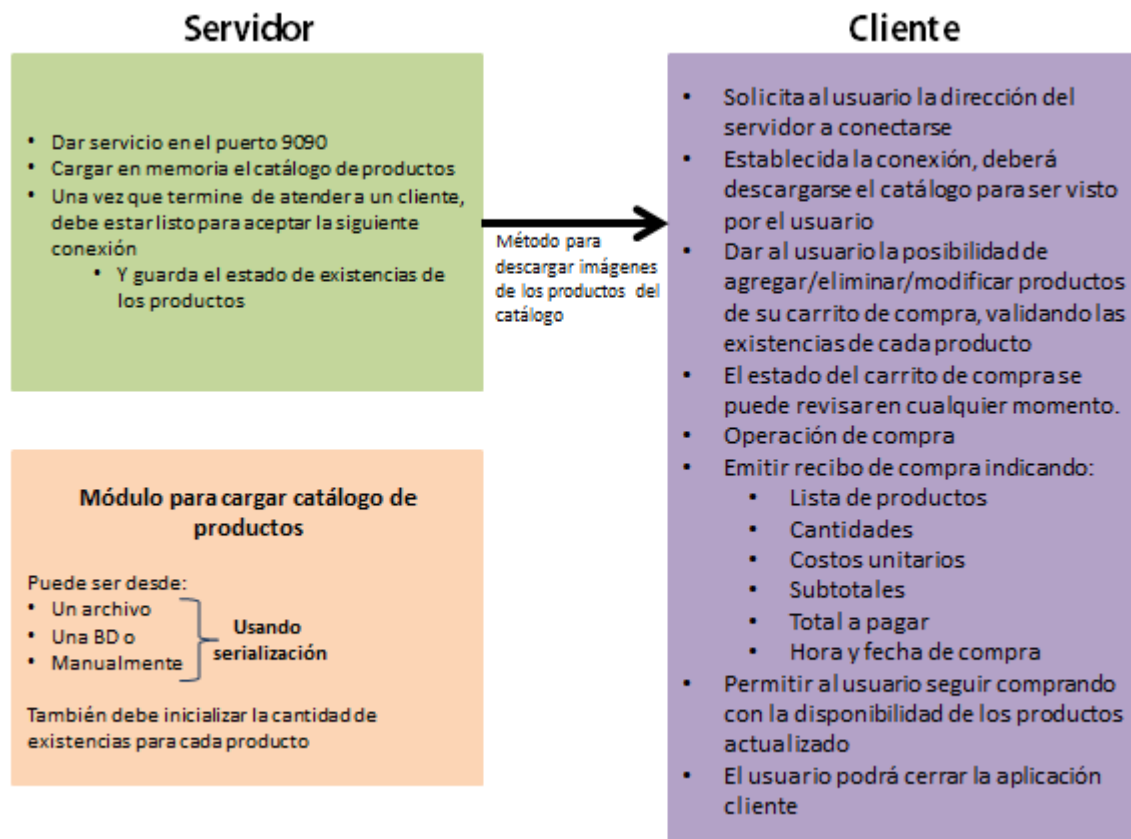 Servidor
• Dar servicio en el puerto 9090
• Cargar en memoria el catálogo de productos
• Una vez que termine de atender a un cliente,
debe estar listo para aceptar la siguiente
conexión
• Y guarda el estado de existencias de
los productos
Método para
descargar imágenes
de los productos del
catálogo
Módulo para cargar catálogo de
productos
Puede ser desde:
• Un archivo
• Una BD o
• Manualmente
Usando
serialización
También debe inicializar la cantidad de
existencias para cada producto
Cliente
• Solicita al usuario la dirección del
servidor a conectarse
• Establecida la conexión, deberá
descargarse el catálogo para ser visto
por el usuario
• Dar al usuario la posibilidad de
agregar/eliminar/modificar productos
de su carrito de compra, validando las
existencias de cada producto
• El estado del carrito de compra se
puede revisar en cualquier momento.
• Operación de compra
• Emitir recibo de compra indicando:
• Lista de productos
• Cantidades
• Costos unitarios
• Subtotales
• Total a pagar
• Hora y fecha de compra
• Permitir al usuario seguir comprando
con la disponibilidad de los productos
actualizado
• El usuario podrá cerrar la aplicación
cliente